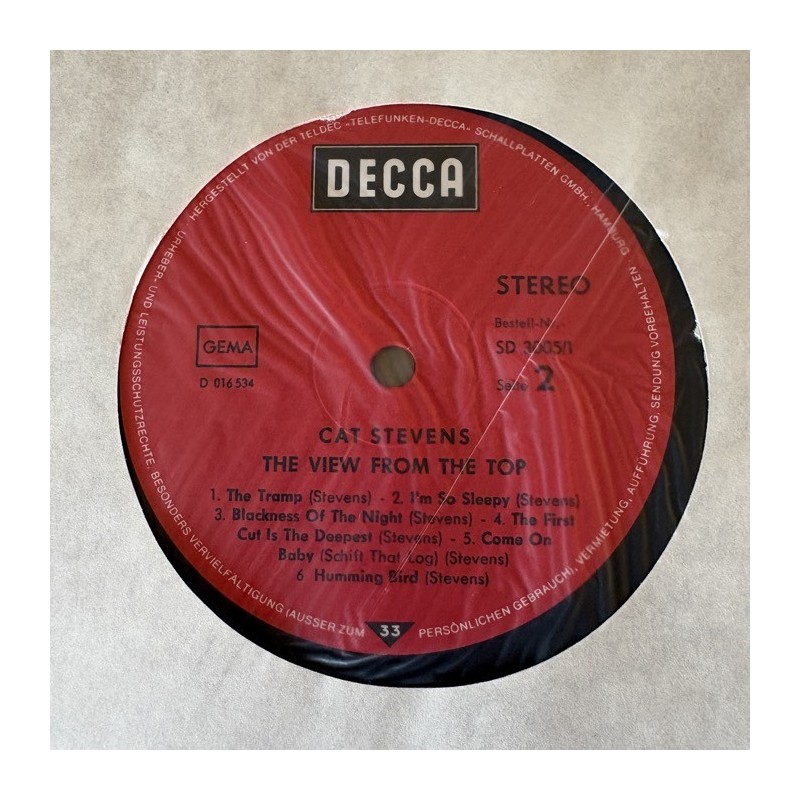 HERGESTELLT VON DER TELDEC »TELEFUNKEN-DECCA« SCHALLPLATTEN GMBH., HAMBURG · VERVIELFÄLTIGUNG (AUSSER ZUM PERSÖNLICHEN GEBRAUCH), VERMIETUNG, AUFFÜHRUNG, SENDUNG VORBEHALTEN
URHEBER- UND LEISTUNGSSCHUTZRECHTE, BESONDERS
DECCA
STEREO
Bestell-Nr.
SD 3005/1
Seite 2
GEMA
D 016 534
CAT STEVENS
THE VIEW FROM THE TOP
1. The Tramp (Stevens) - 2. I'm So Sleepy (Stevens)
3. Blackness Of The Night (Stevens) - 4. The First
Cut Is The Deepest (Stevens) - 5. Come On
Baby (Schift That Log) (Stevens)
6 Humming Bird (Stevens)
33